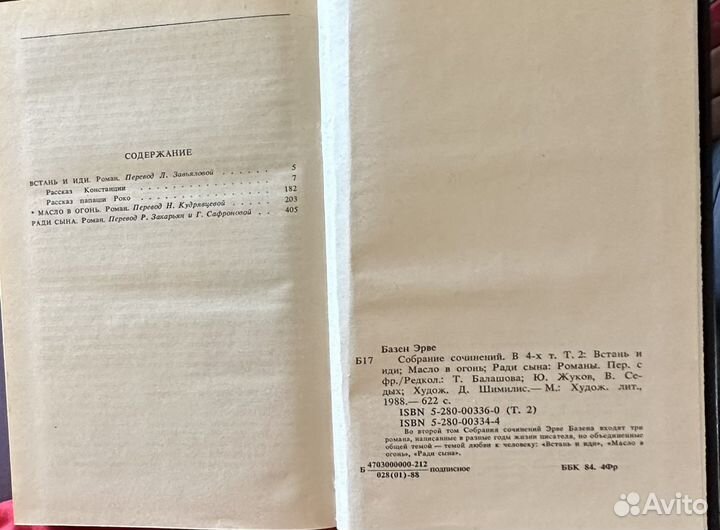 СОДЕРЖАНИЕ
ВСТАНЬ И ИДИ. Роман. Перевод Л. Завьяловой . . . . . . 5
Рассказ Констанции . . . . . . . . . . . 7
Рассказ папаши Роко . . . . . . . . . . . 182
* МАСЛО В ОГОНЬ. Роман. Перевод Н. Кудрявцевой . . . . . 203
РАДИ СЫНА. Роман. Перевод Р. Закарьян и Г. Сафроновой . . 405
Базен Эрве
Б17 Собрание сочинений. В 4-х т. Т. 2: Встань и
иди; Масло в огонь; Ради сына: Романы. Пер. с
фр./Редкол.: Т. Балашова; Ю. Жуков, В. Се-
дых; Худож. Д. Шимилис.— М.: Худож. лит.,
1988.— 622 с.
ISBN 5-280-00336-0 (Т. 2)
ISBN 5-280-00334-4
Во второй том Собрания сочинений Эрве Базена входят три
романа, написанные в разные годы жизни писателя, но объединенные
общей темой — темой любви к человеку: «Встань и иди», «Масло в
огонь», «Ради сына».
Б 4703000000-212 подписное
028(01)-88
ББК 84. 4Фр
Avito